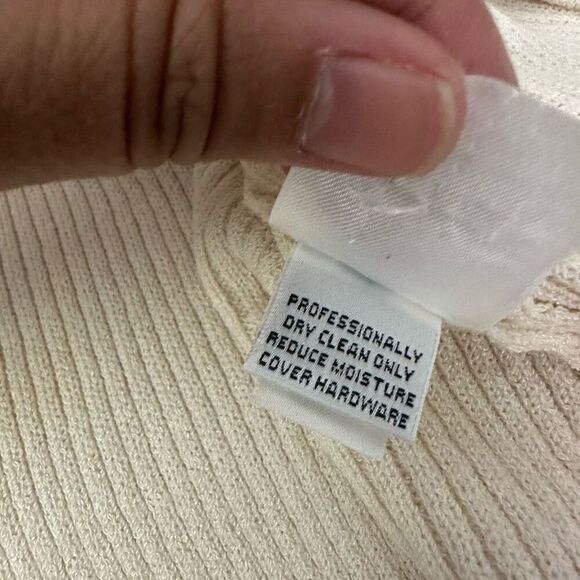 PROFESSIONALLY
DRY CLEAN ONLY
REDUCE MOISTURE
COVER HARDWARE